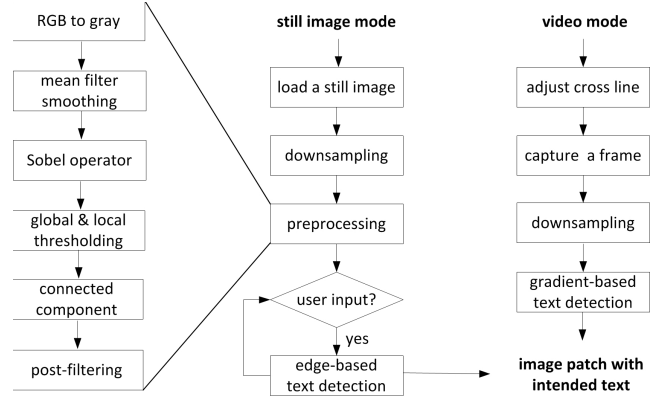 RGB to gray
mean filter
smoothing
Sobel operator
global & local
thresholding
connected
component
post-filtering
still image mode
load a still image
downsampling
preprocessing
user input?
yes
edge-based
text detection
video mode
adjust cross line
capture a frame
downsampling
gradient-based
text detection
image patch with
intended text